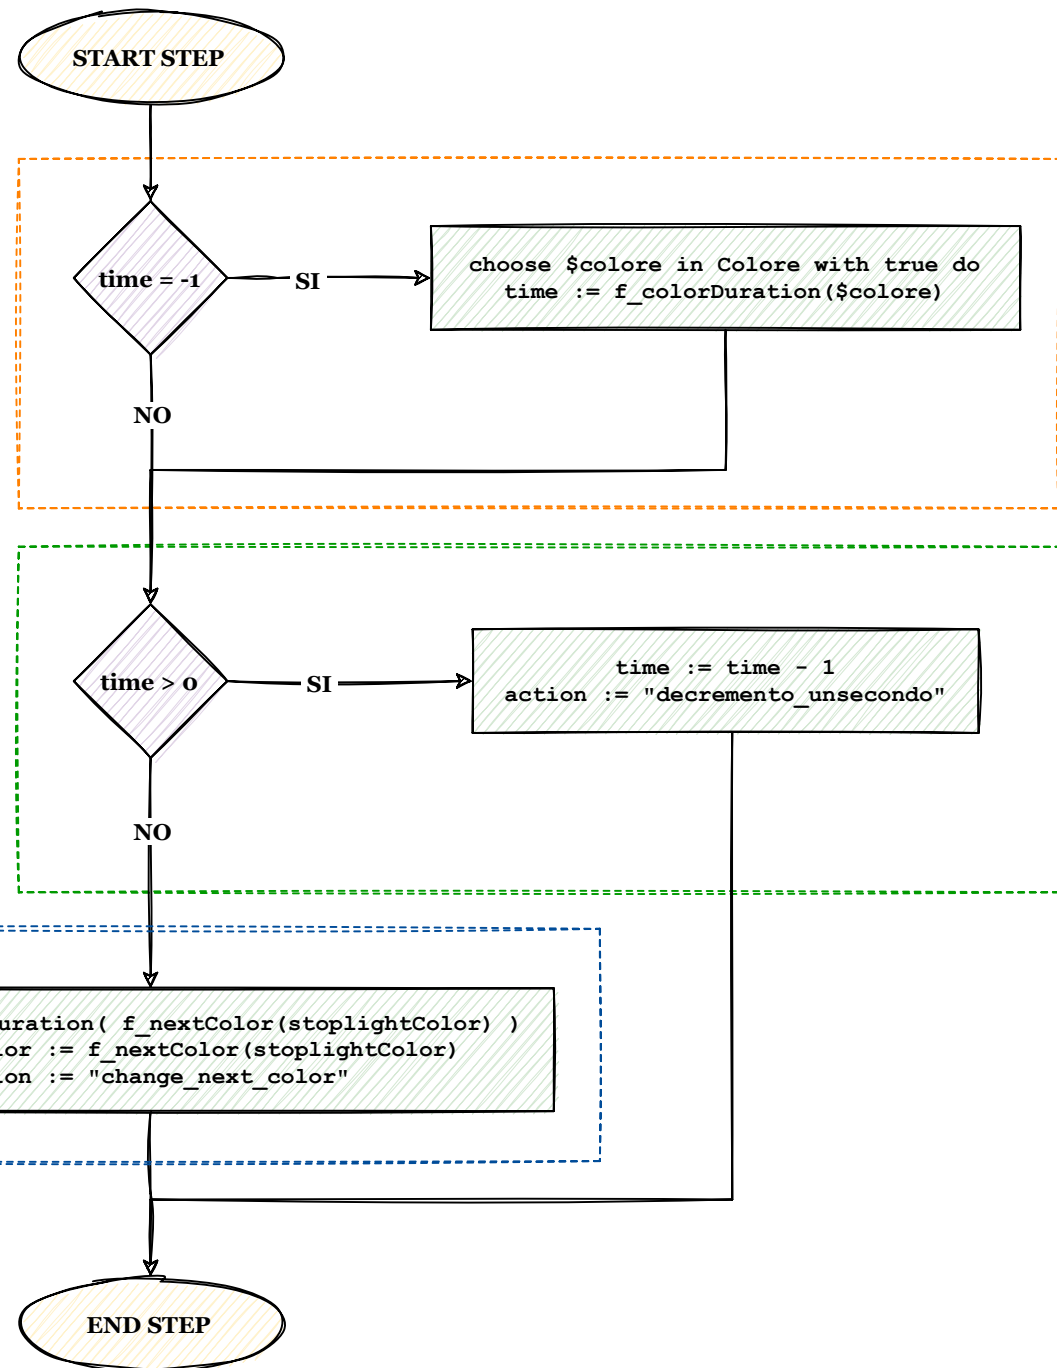 START STEP
time = -1
SI
choose $colore in Colore with true do
time := f_colorDuration($colore)
NO
time > 0
SI
time := time - 1
action := "decremento_unsecondo"
NO
uration( f_nextColor(stoplightColor) )
lor := f_nextColor(stoplightColor)
ion := "change_next_color"
END STEP